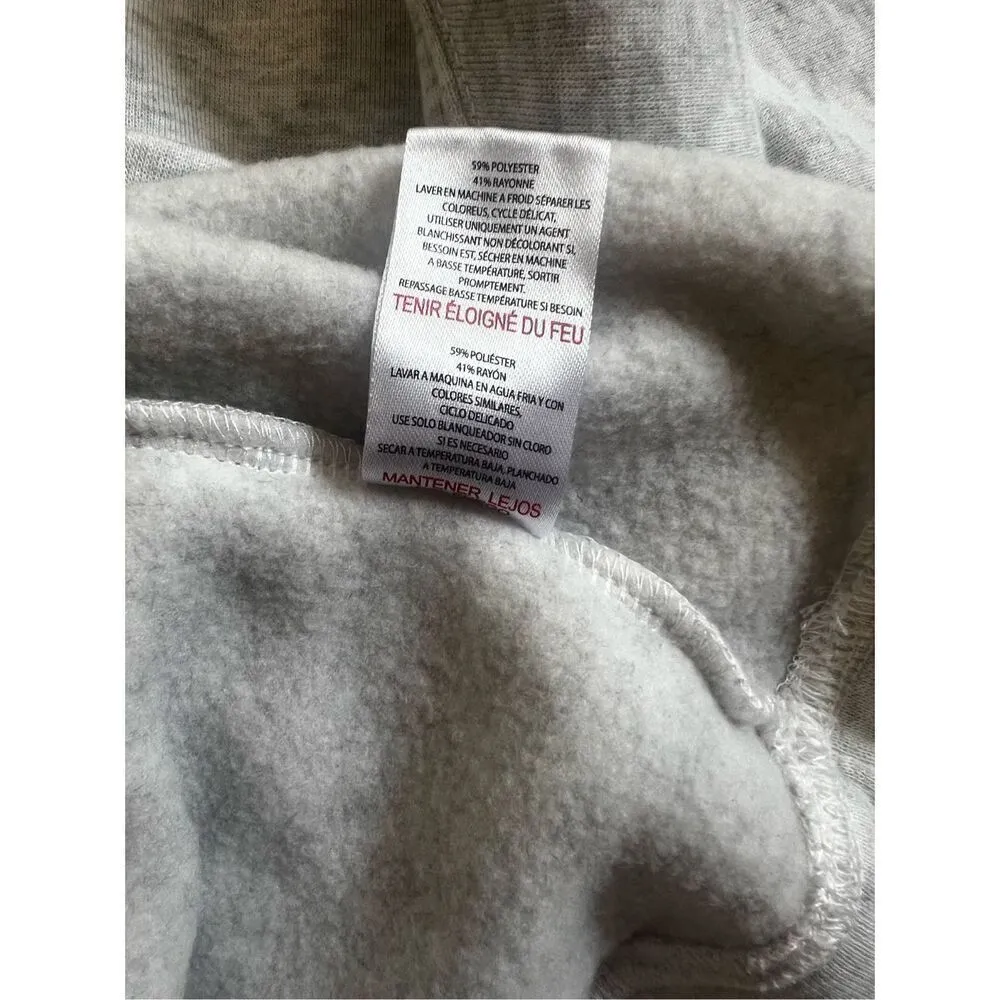 59% POLYESTER
41% RAYONNE
LAVER EN MACHINE A FROID SÉPARER LES
COLOREUS, CYCLE DÉLICAT,
UTILISER UNIQUEMENT UN AGENT
BLANCHISSANT NON DÉCOLORANT SI,
BESSOIN EST, SÉCHER EN MACHINE
A BASSE TEMPÉRATURE, SORTIR
PROMPTEMENT.
REPASSAGE BASSE TEMPÉRATURE SI BESOIN
TENIR ÉLOIGNÉ DU FEU
59% POLIÉSTER
41% RAYÓN
LAVAR A MAQUINA EN AGUA FRIA Y CON
COLORES SIMILARES,
CICLO DELICADO
USE SOLO BLANQUEADOR SIN CLORO
SI ES NECESARIO
SECAR A TEMPERATURA BAJA, PLANCHADO
A TEMPERATURA BAJA
MANTENER LEJOS